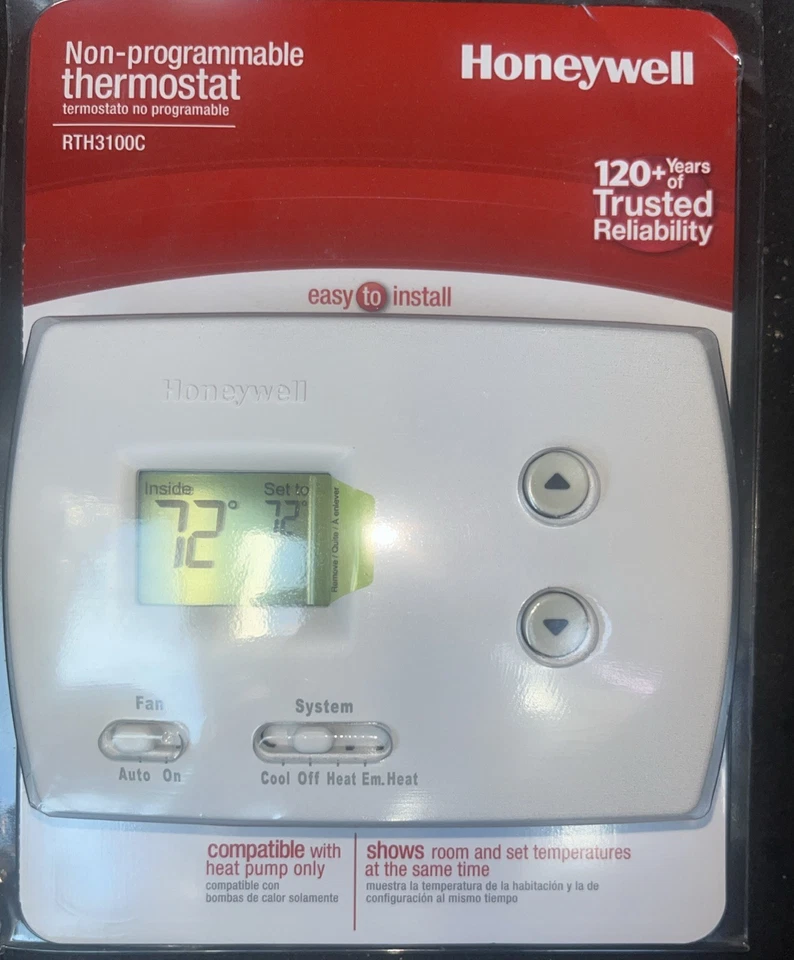 Non-programmable
thermostat
termostato no programable
RTH3100C
Honeywell
120+ Years
of
Trusted
Reliability
easy to install
Honeywell
Inside
Set to
72°
72°
Remove / Quite / À enlever
Fan
Auto On
System
Cool Off Heat Em.Heat
compatible with
heat pump only
compatible con
bombas de calor solamente
shows room and set temperatures
at the same time
muestra la temperatura de la habitación y la de
configuración al mismo tiempo